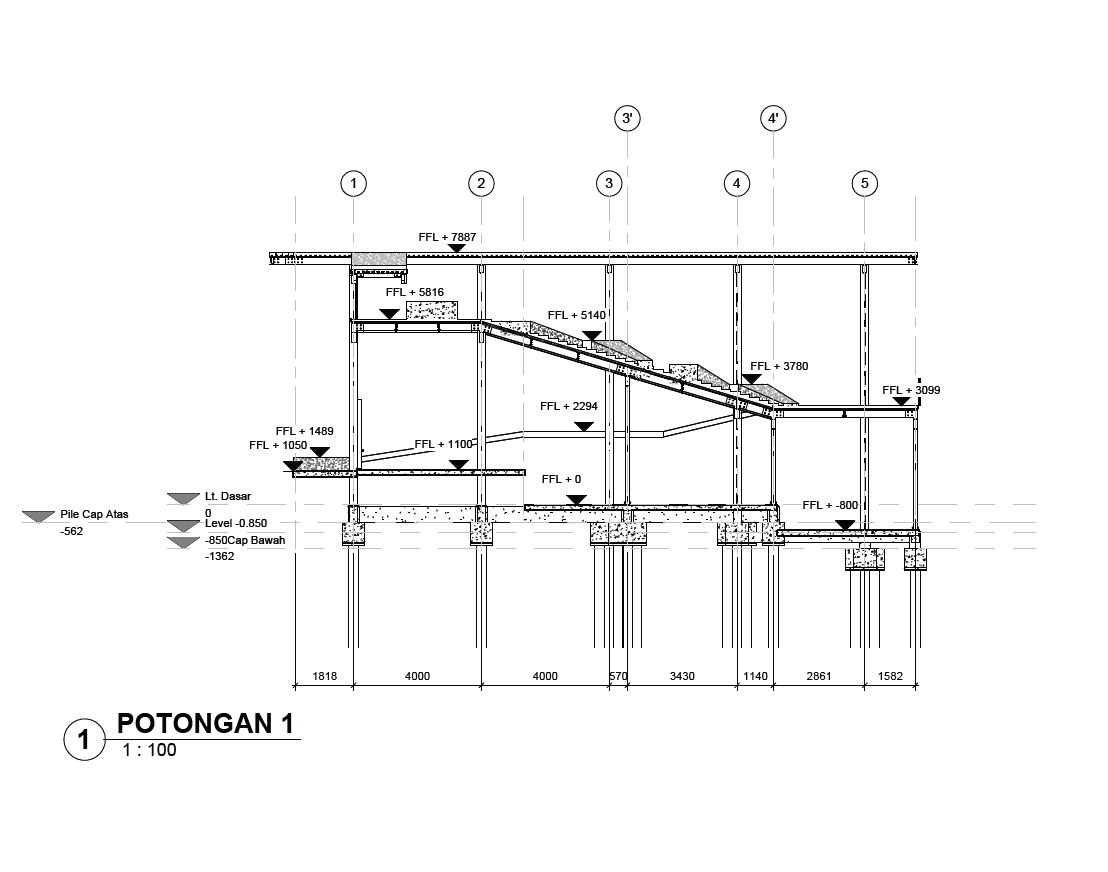 3'
4'
1
2
3
4
5
FFL + 7887
FFL + 5816
FFL + 5140
FFL + 3780
FFL + 3099
FFL + 2294
FFL + 1489
FFL + 1050
FFL + 1100
FFL + 0
FFL + -800
Lt. Dasar
0
Pile Cap Atas
-562
Level -0.850
-850Cap Bawah
-1362
1818
4000
4000
570
3430
1140
2861
1582
1
POTONGAN 1
1 : 100